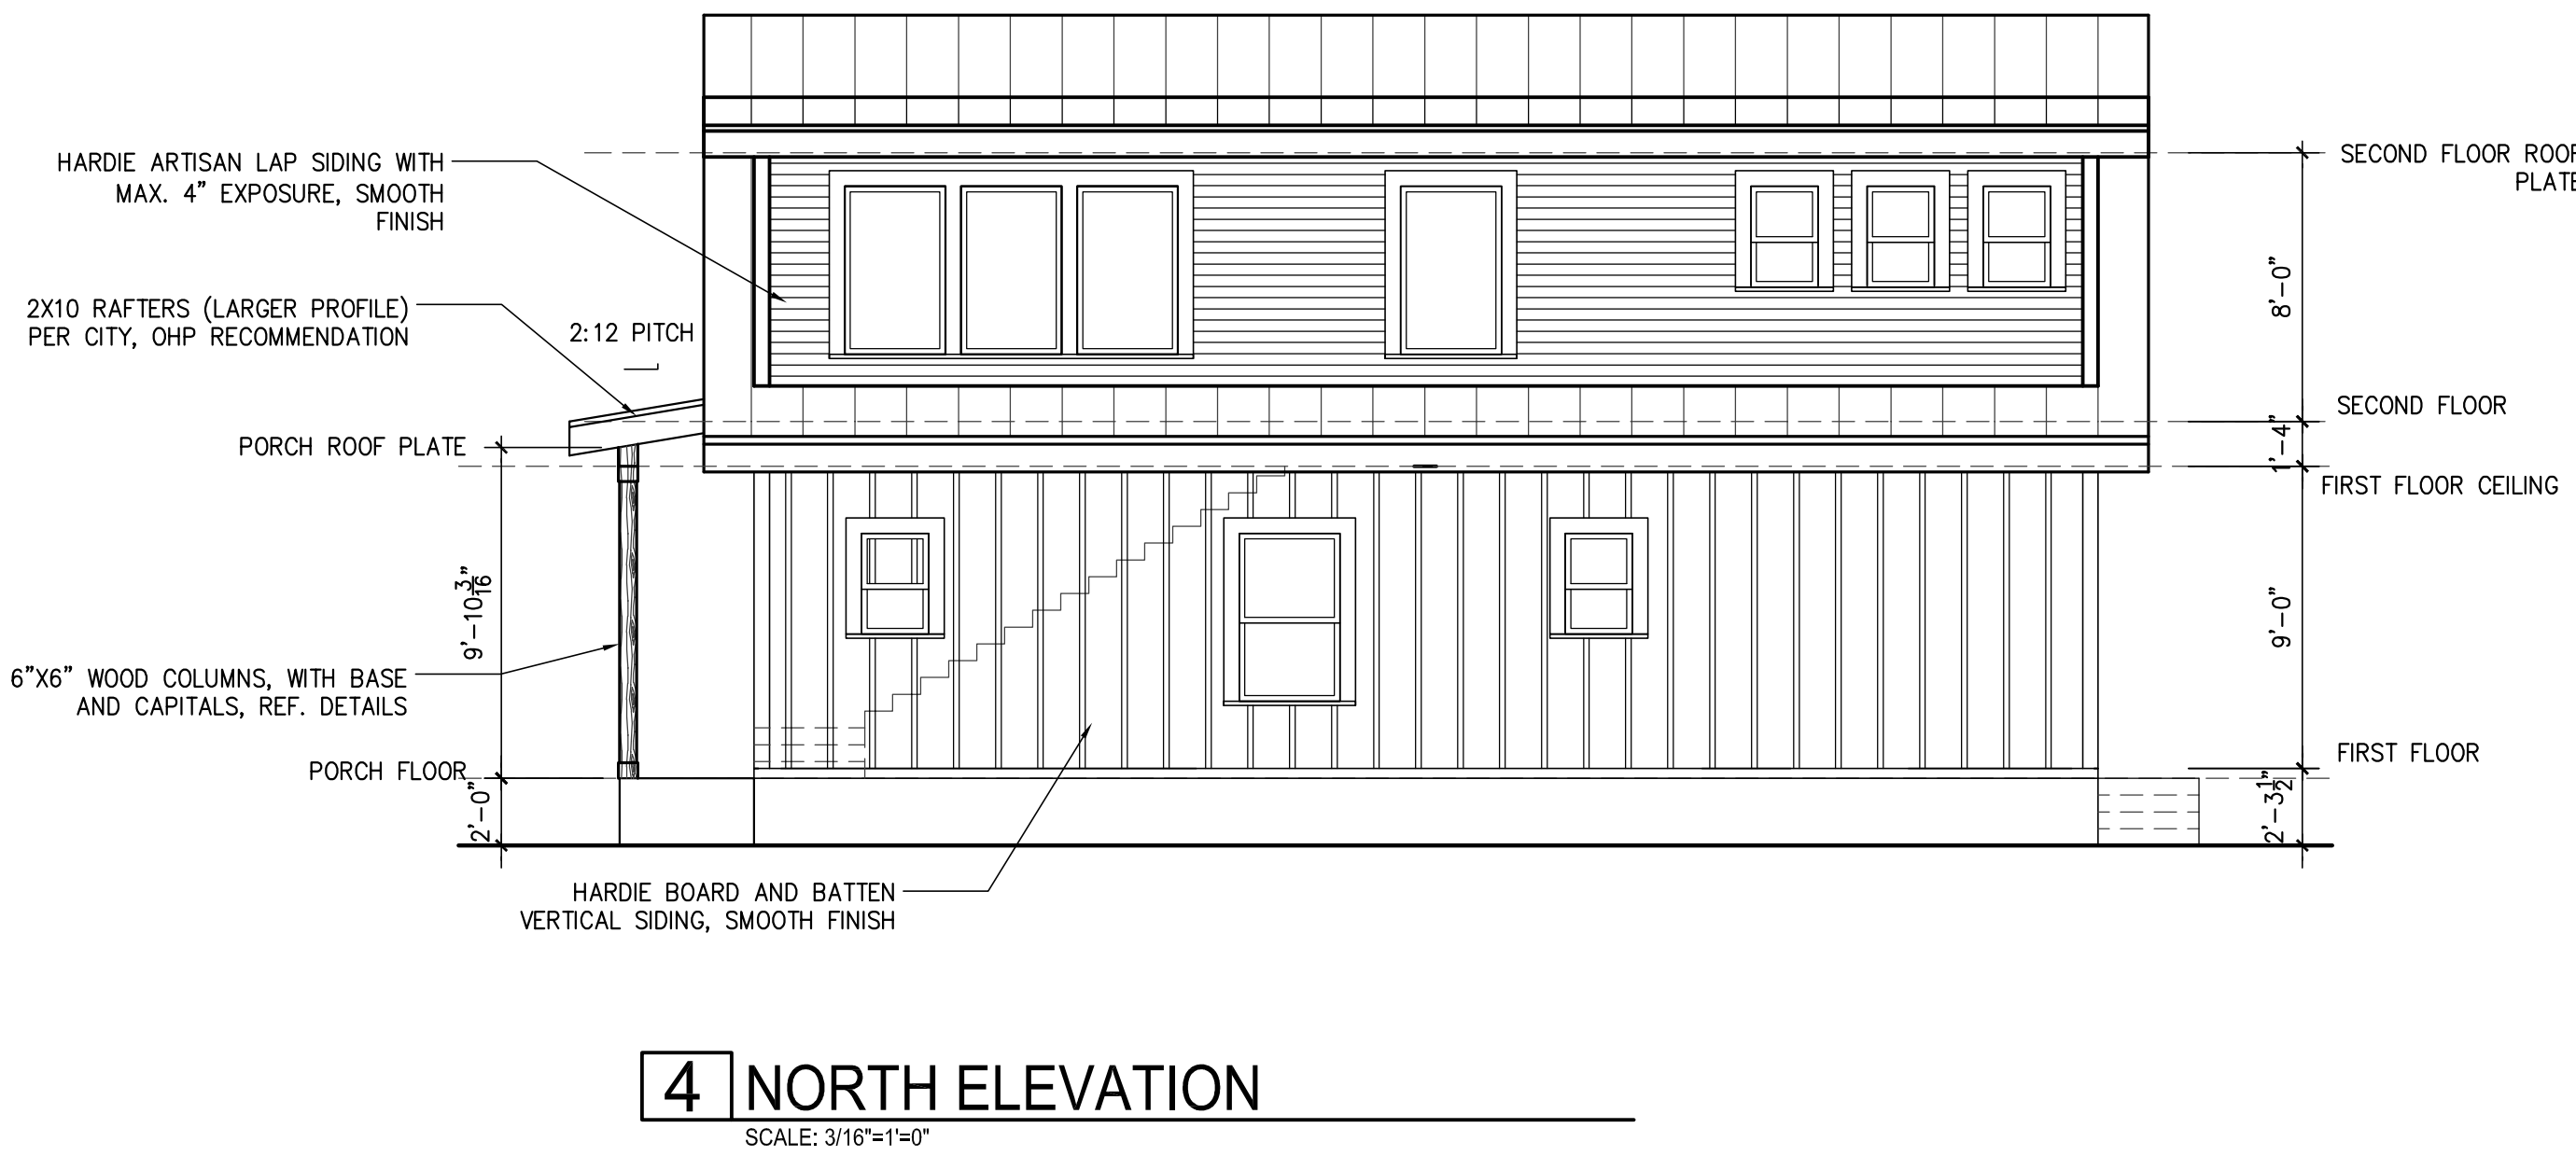 HARDIE ARTISAN LAP SIDING WITH
MAX. 4" EXPOSURE, SMOOTH
FINISH
2X10 RAFTERS (LARGER PROFILE)
PER CITY, OHP RECOMMENDATION
2:12 PITCH
PORCH ROOF PLATE
9'-10 3/16"
6"X6" WOOD COLUMNS, WITH BASE
AND CAPITALS, REF. DETAILS
PORCH FLOOR
2'-0"
HARDIE BOARD AND BATTEN
VERTICAL SIDING, SMOOTH FINISH
SECOND FLOOR ROOF
PLATE
8'-0"
SECOND FLOOR
1'-4"
FIRST FLOOR CEILING
9'-0"
FIRST FLOOR
2'-3 1/2"
4 NORTH ELEVATION
SCALE: 3/16"=1'=0"